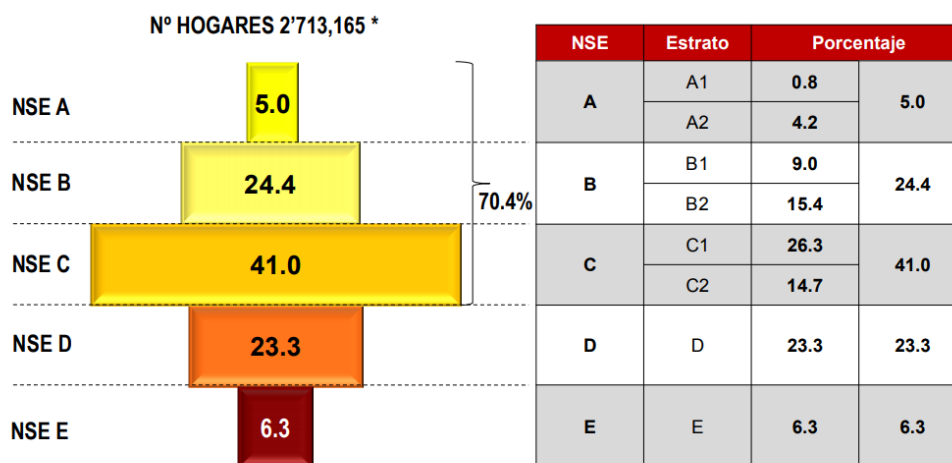 Nº HOGARES 2’713,165 *
NSE A
5.0
NSE B
24.4
NSE C
41.0
NSE D
23.3
NSE E
6.3
70.4%
NSE Estrato Porcentaje
A A1 0.8 5.0
A2 4.2
B B1 9.0 24.4
B2 15.4
C C1 26.3 41.0
C2 14.7
D D 23.3 23.3
E E 6.3 6.3